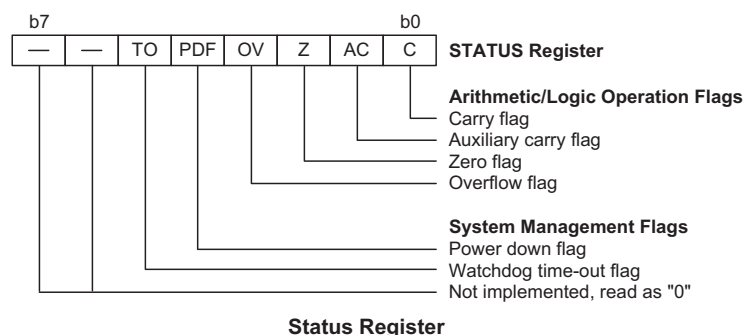 b7 b0
— — TO PDF OV Z AC C STATUS Register
Arithmetic/Logic Operation Flags
Carry flag
Auxiliary carry flag
Zero flag
Overflow flag
System Management Flags
Power down flag
Watchdog time-out flag
Not implemented, read as "0"
Status Register